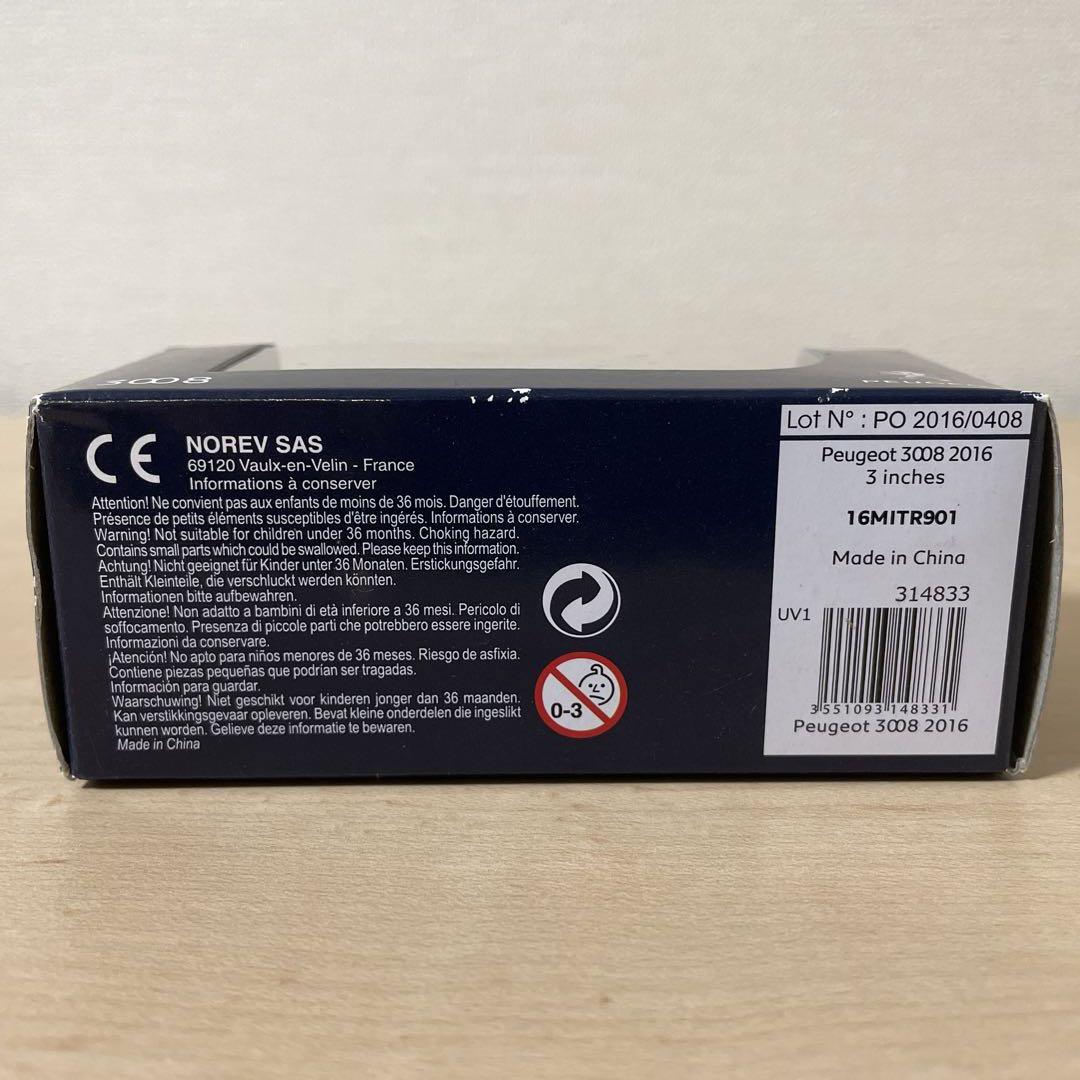 3008
PEUG
CE
NOREV SAS
69120 Vaulx-en-Velin - France
Informations à conserver
Attention! Ne convient pas aux enfants de moins de 36 mois. Danger d'étouffement.
Présence de petits éléments susceptibles d'être ingérés. Informations à conserver.
Warning! Not suitable for children under 36 months. Choking hazard.
Contains small parts which could be swallowed. Please keep this information.
Achtung! Nicht geeignet für Kinder unter 36 Monaten. Erstickungsgefahr.
Enthält Kleinteile, die verschluckt werden könnten.
Informationen bitte aufbewahren.
Attenzione! Non adatto a bambini di età inferiore a 36 mesi. Pericolo di
soffocamento. Presenza di piccole parti che potrebbero essere ingerite.
Informazioni da conservare.
¡Atención! No apto para niños menores de 36 meses. Riesgo de asfixia.
Contiene piezas pequeñas que podrían ser tragadas.
Información para guardar.
Waarschuwing! Niet geschikt voor kinderen jonger dan 36 maanden.
Kan verstikkingsgevaar opleveren. Bevat kleine onderdelen die ingeslikt
kunnen worden. Gelieve deze informatie te bewaren.
Made in China
0-3
Lot N° : PO 2016/0408
Peugeot 3008 2016
3 inches
16MITR901
Made in China
314833
UV1
3 551093 148331
Peugeot 3008 2016